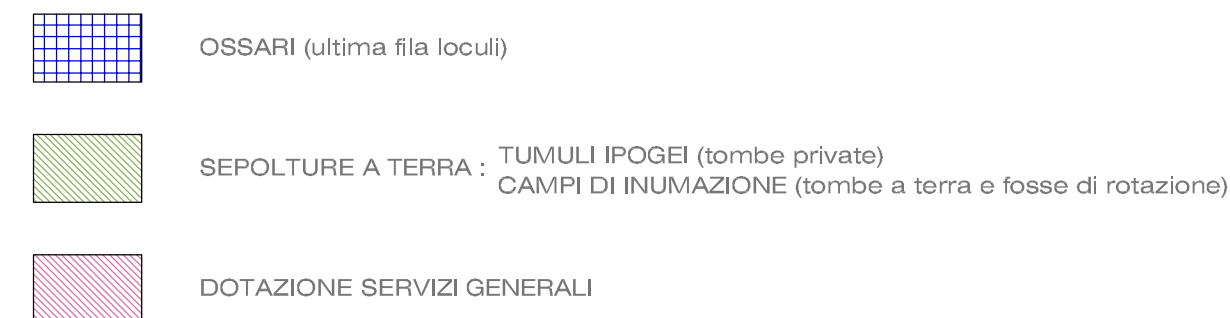 OSSARI (ultima fila loculi)
SEPOLTURE A TERRA : TUMULI IPOGEI (tombe private)
CAMPI DI INUMAZIONE (tombe a terra e fosse di rotazione)
DOTAZIONE SERVIZI GENERALI